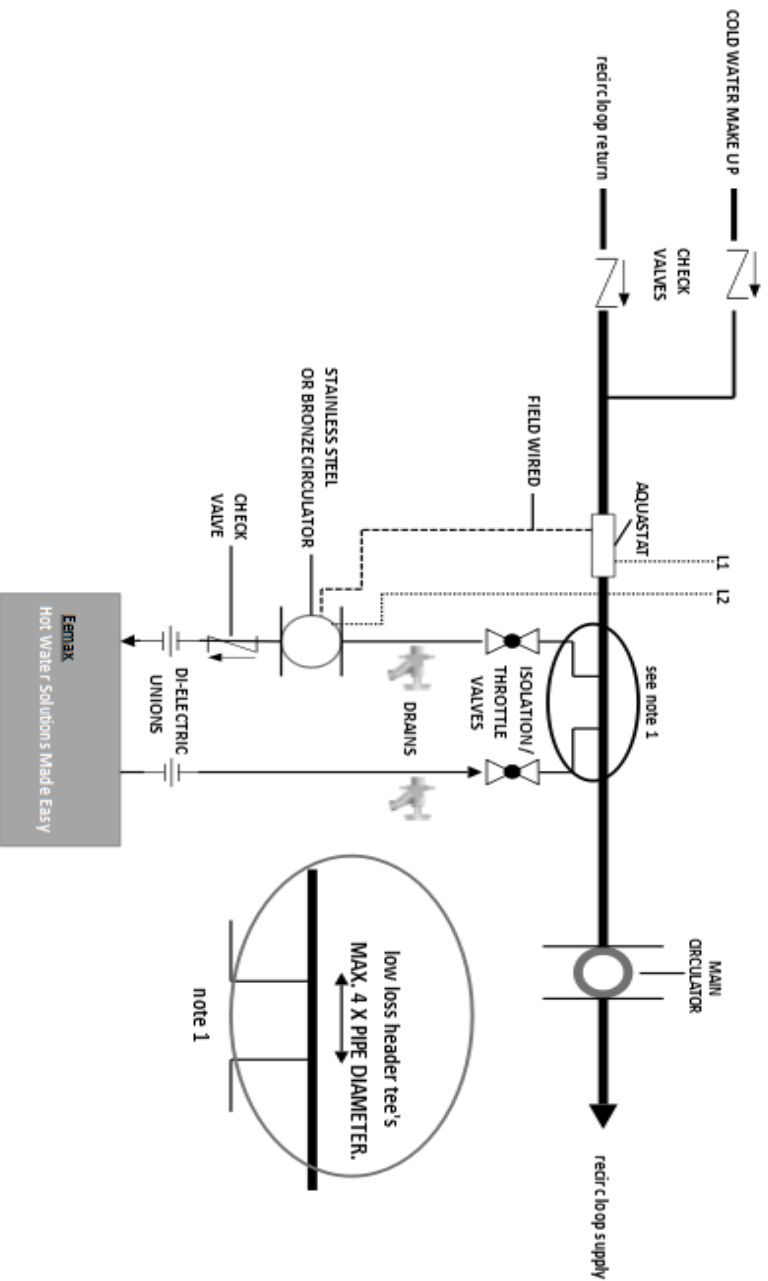 COLD WATER MAKE UP
recirc loop return
CHECK
VALVES
AQUASTAT
L1
L2
FIELD WIRED
STAINLESS STEEL
OR BRONZE CIRCULATOR
CHECK
VALVE
see note 1
ISOLATION/
THROTTLE
VALVES
DRAINS
DI-ELECTRIC
UNIONS
Eemax
Hot Water Solutions Made Easy
MAIN
CIRCULATOR
recirc loop supply
low loss header tee's
MAX. 4 X PIPE DIAMETER.
note 1